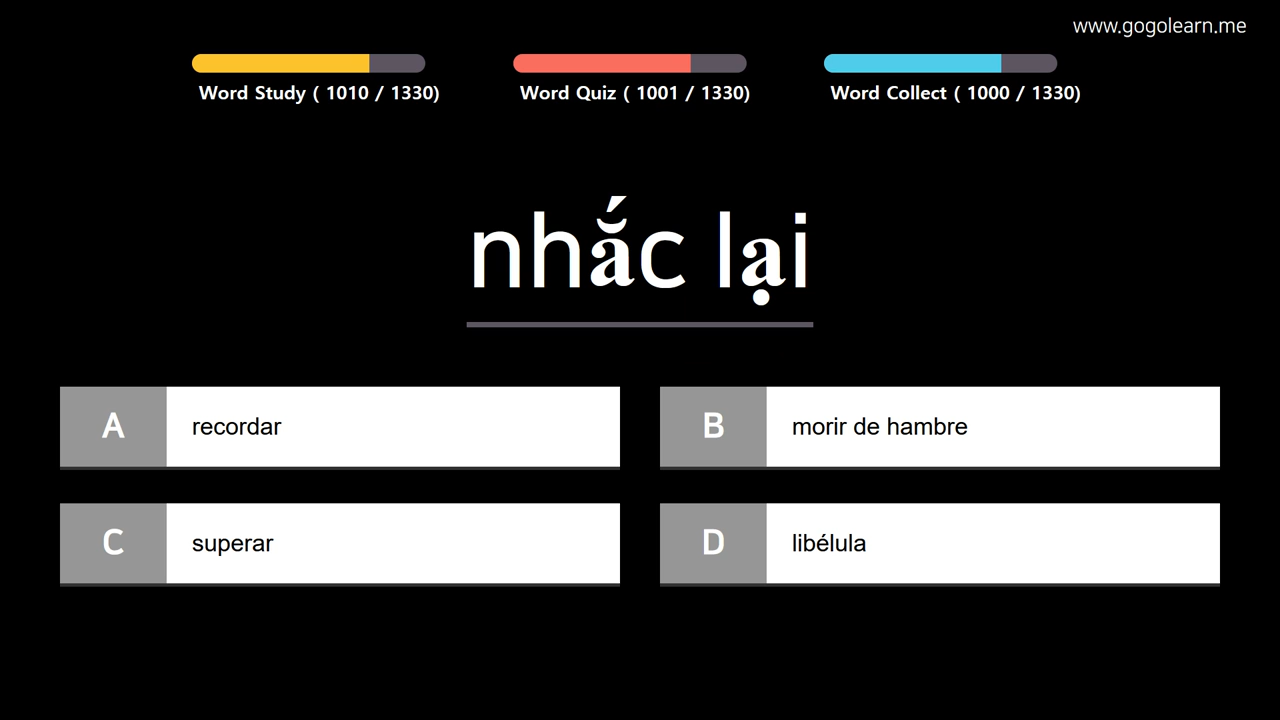 www.gogolearn.me
Word Study ( 1010 / 1330)
Word Quiz ( 1001 / 1330)
Word Collect ( 1000 / 1330)
nhắc lại
A recordar
B morir de hambre
C superar
D libélula